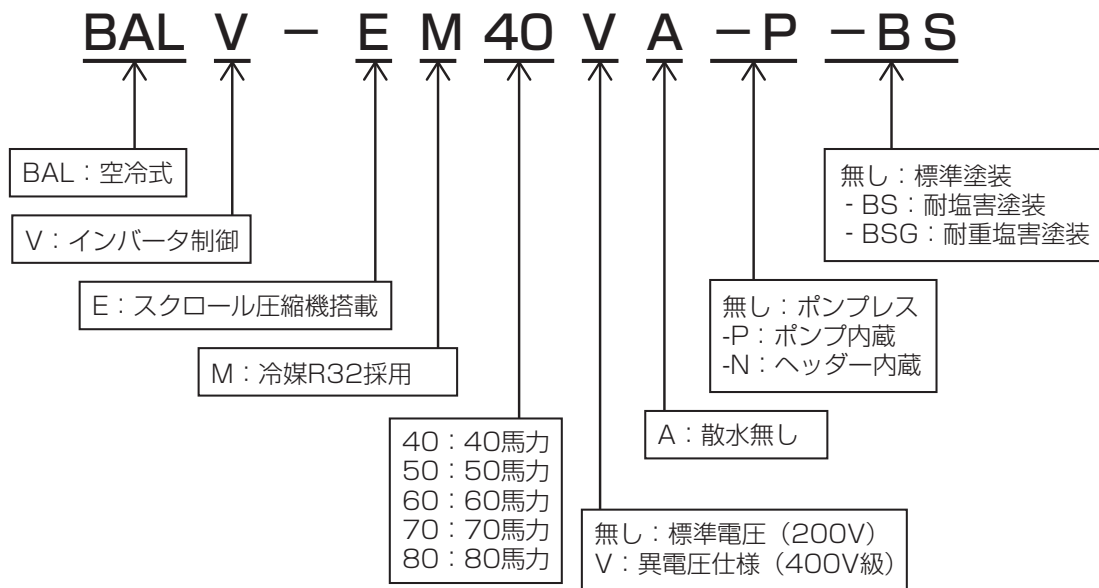 BAL V － E M 40 V A －P －BS
BAL：空冷式
V：インバータ制御
E：スクロール圧縮機搭載
M：冷媒R32採用
40：40馬力
50：50馬力
60：60馬力
70：70馬力
80：80馬力
無し：標準電圧（200V）
V：異電圧仕様（400V級）
A：散水無し
無し：ポンプレス
-P：ポンプ内蔵
-N：ヘッダー内蔵
無し：標準塗装
- BS：耐塩害塗装
- BSG：耐重塩害塗装